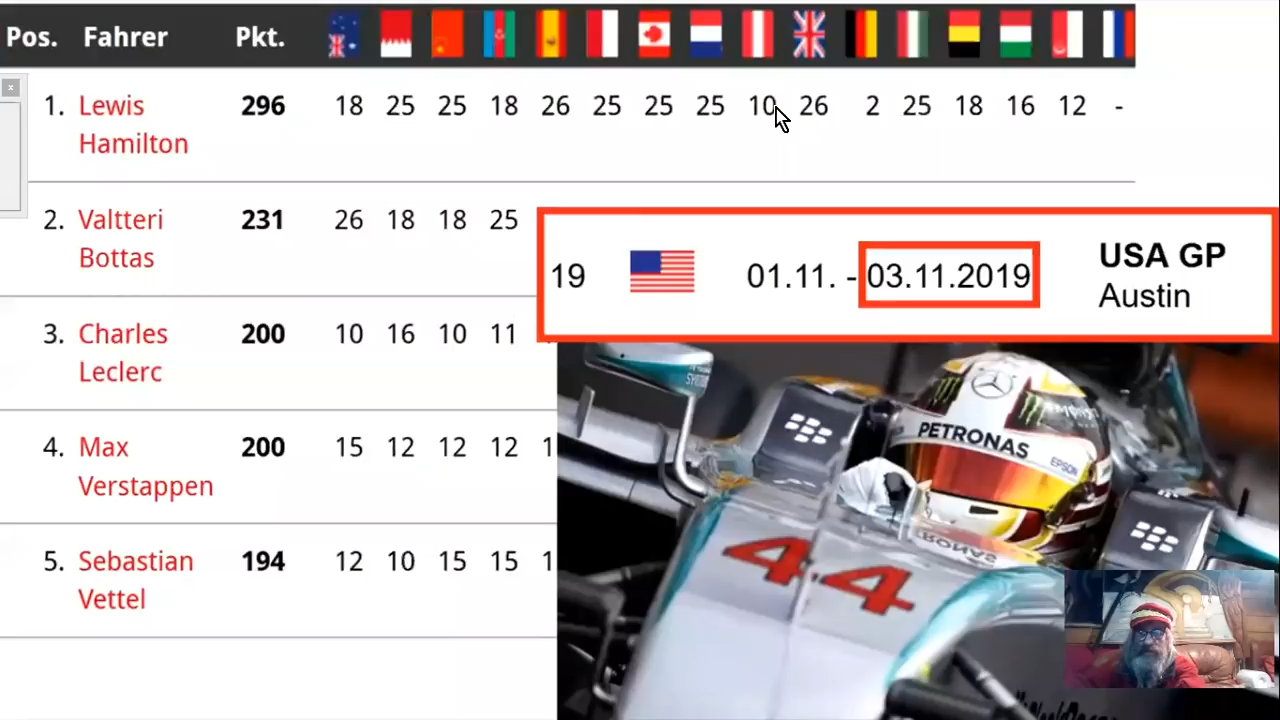 Pos. Fahrer Pkt.
1. Lewis Hamilton 296 18 25 25 18 26 25 25 25 10 26 2 25 18 16 12 -
2. Valtteri Bottas 231 26 18 18 25
19 01.11. - 03.11.2019 USA GP
Austin
3. Charles Leclerc 200 10 16 10 11
4. Max Verstappen 200 15 12 12 12 1
5. Sebastian Vettel 194 12 10 15 15 1
PETRONAS
EPSON
44